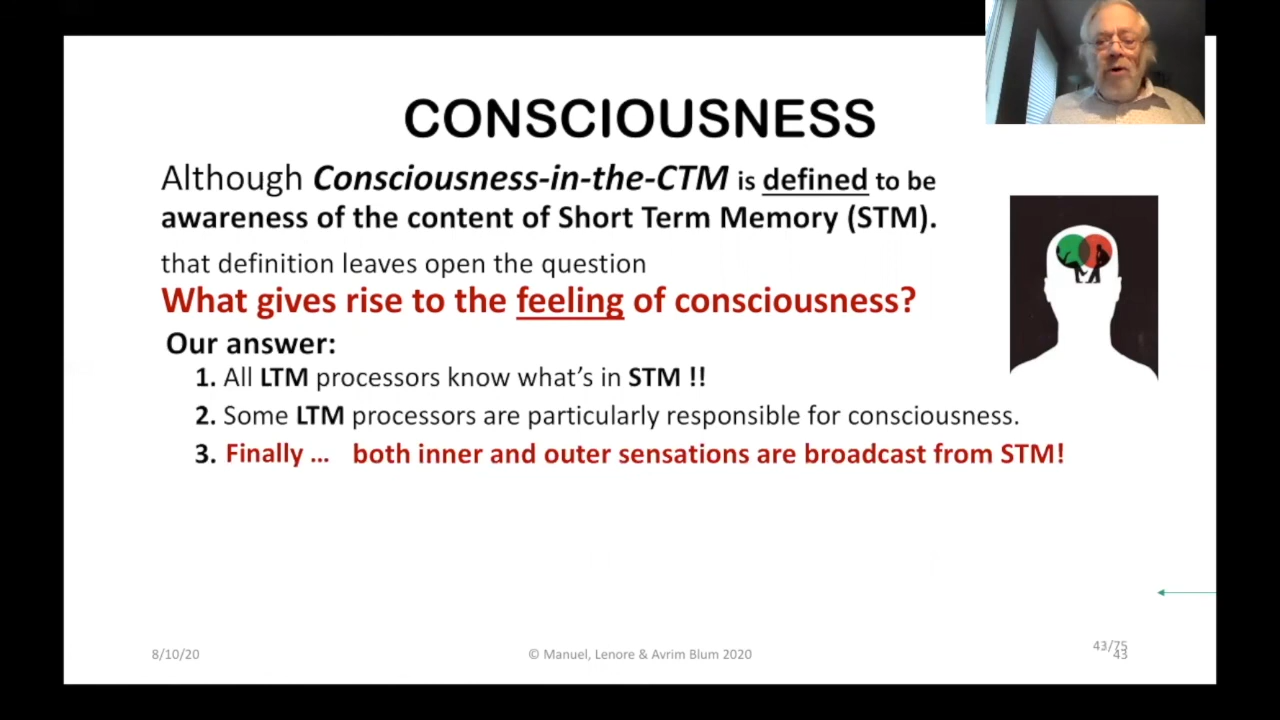 CONSCIOUSNESS
Although Consciousness-in-the-CTM is defined to be
awareness of the content of Short Term Memory (STM).
that definition leaves open the question
What gives rise to the feeling of consciousness?
Our answer:
1. All LTM processors know what's in STM !!
2. Some LTM processors are particularly responsible for consciousness.
3. Finally ... both inner and outer sensations are broadcast from STM!
8/10/20
© Manuel, Lenore & Avrim Blum 2020
43/75
43